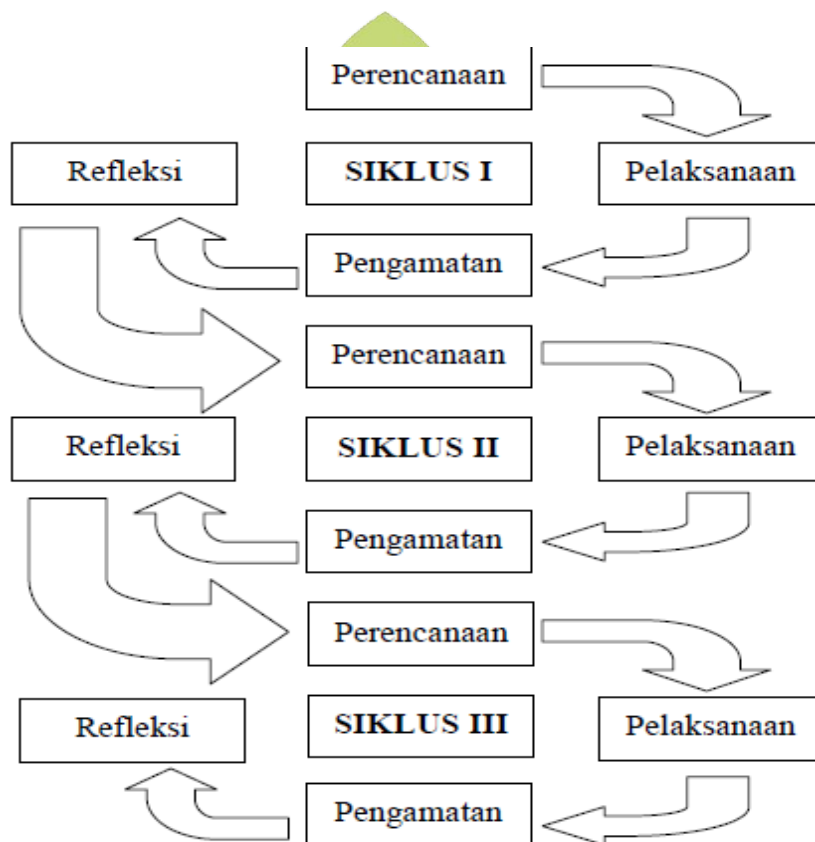 Perencanaan
Refleksi
SIKLUS I
Pelaksanaan
Pengamatan
Perencanaan
Refleksi
SIKLUS II
Pelaksanaan
Pengamatan
Perencanaan
Refleksi
SIKLUS III
Pelaksanaan
Pengamatan